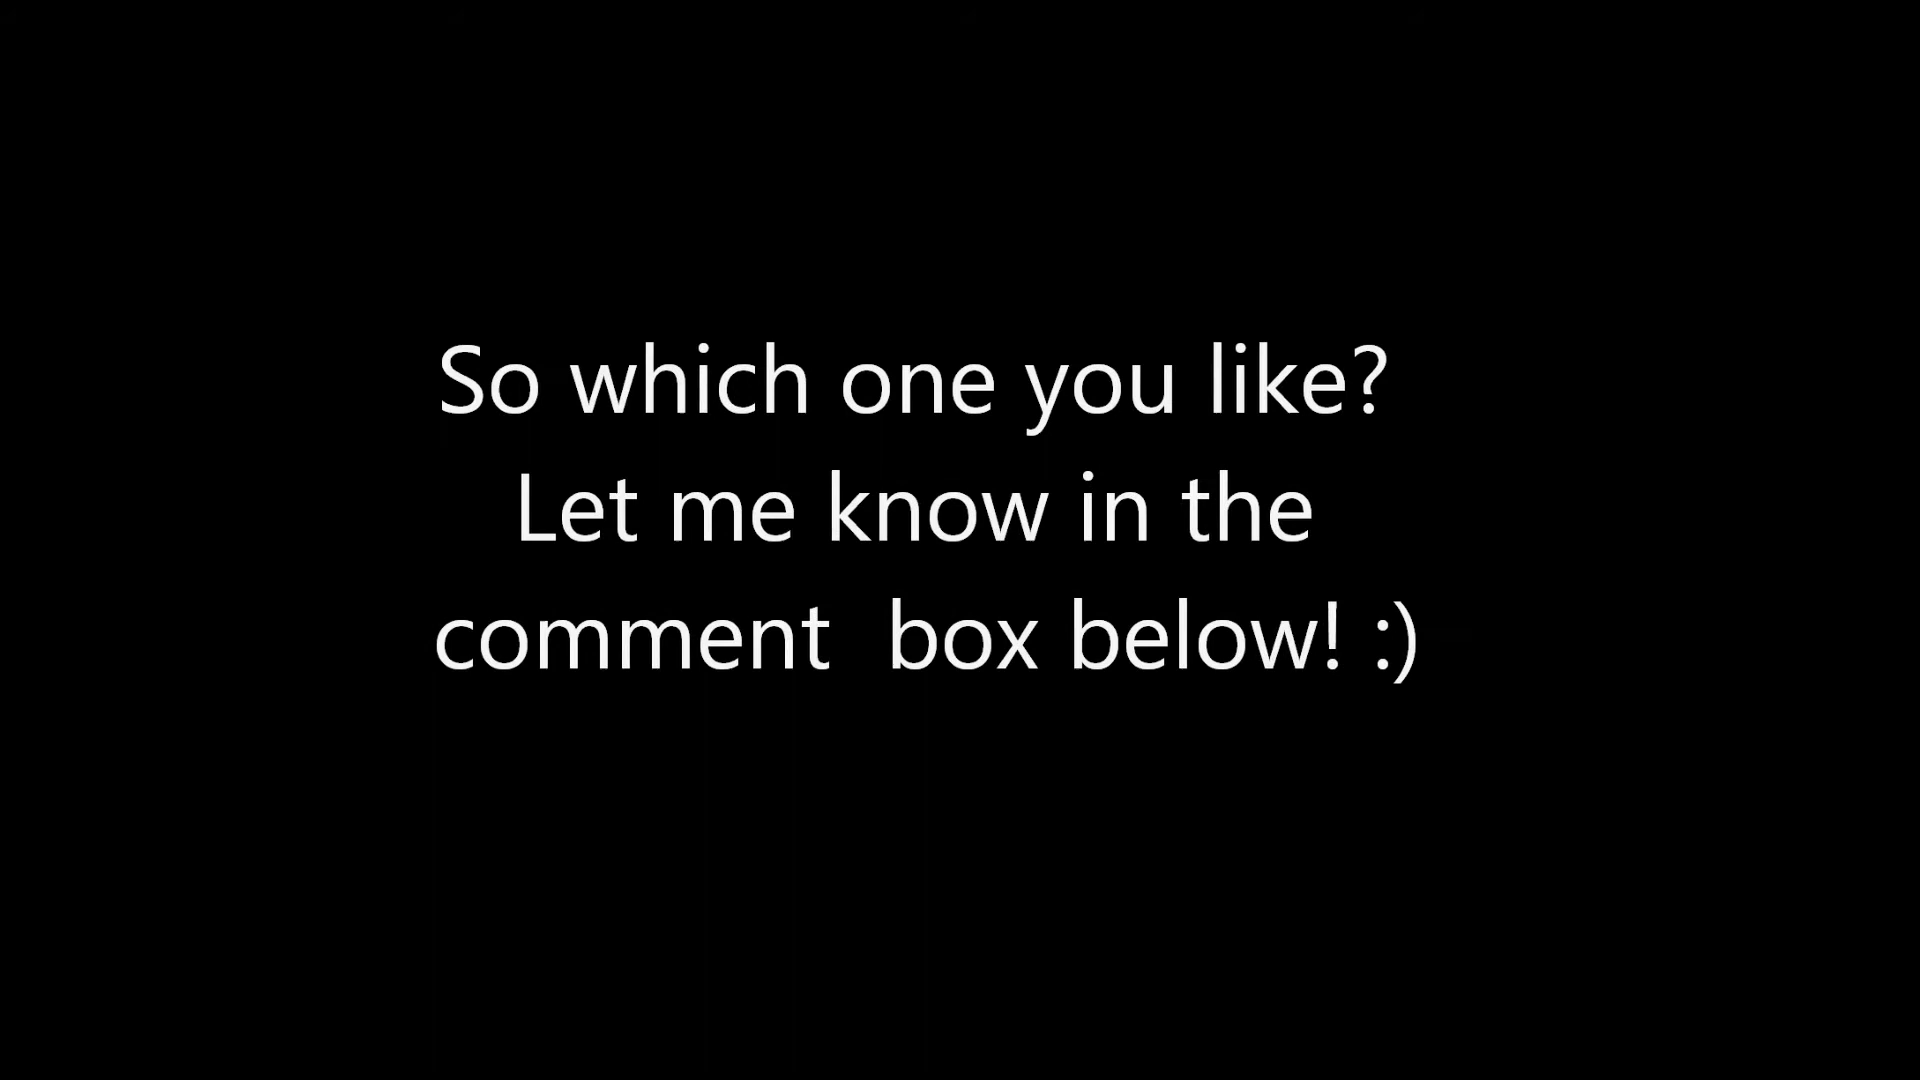 So which one you like?
Let me know in the
comment  box below! :)